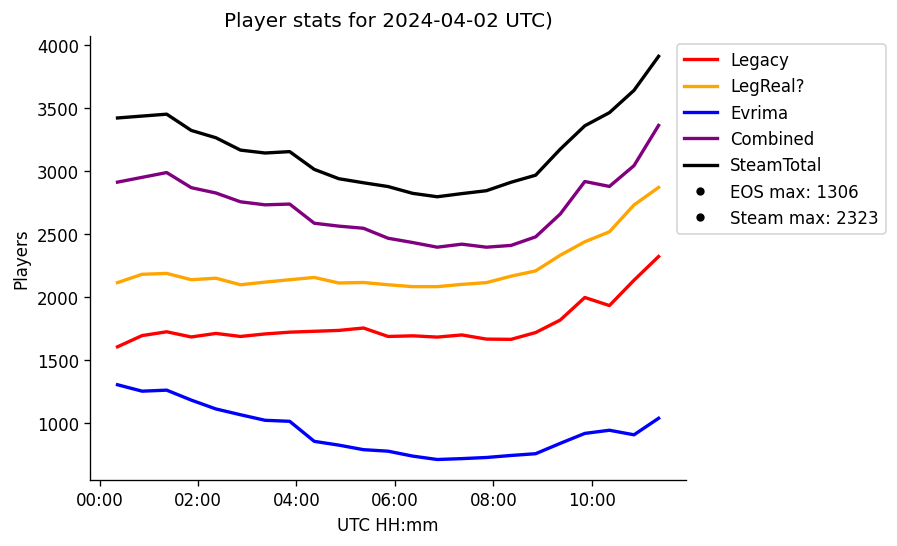 Player stats for 2024-04-02 UTC)
4000
3500
3000
2500
2000
1500
1000
Players
00:00
02:00
04:00
06:00
08:00
10:00
UTC HH:mm
Legacy
LegReal?
Evrima
Combined
SteamTotal
EOS max: 1306
Steam max: 2323